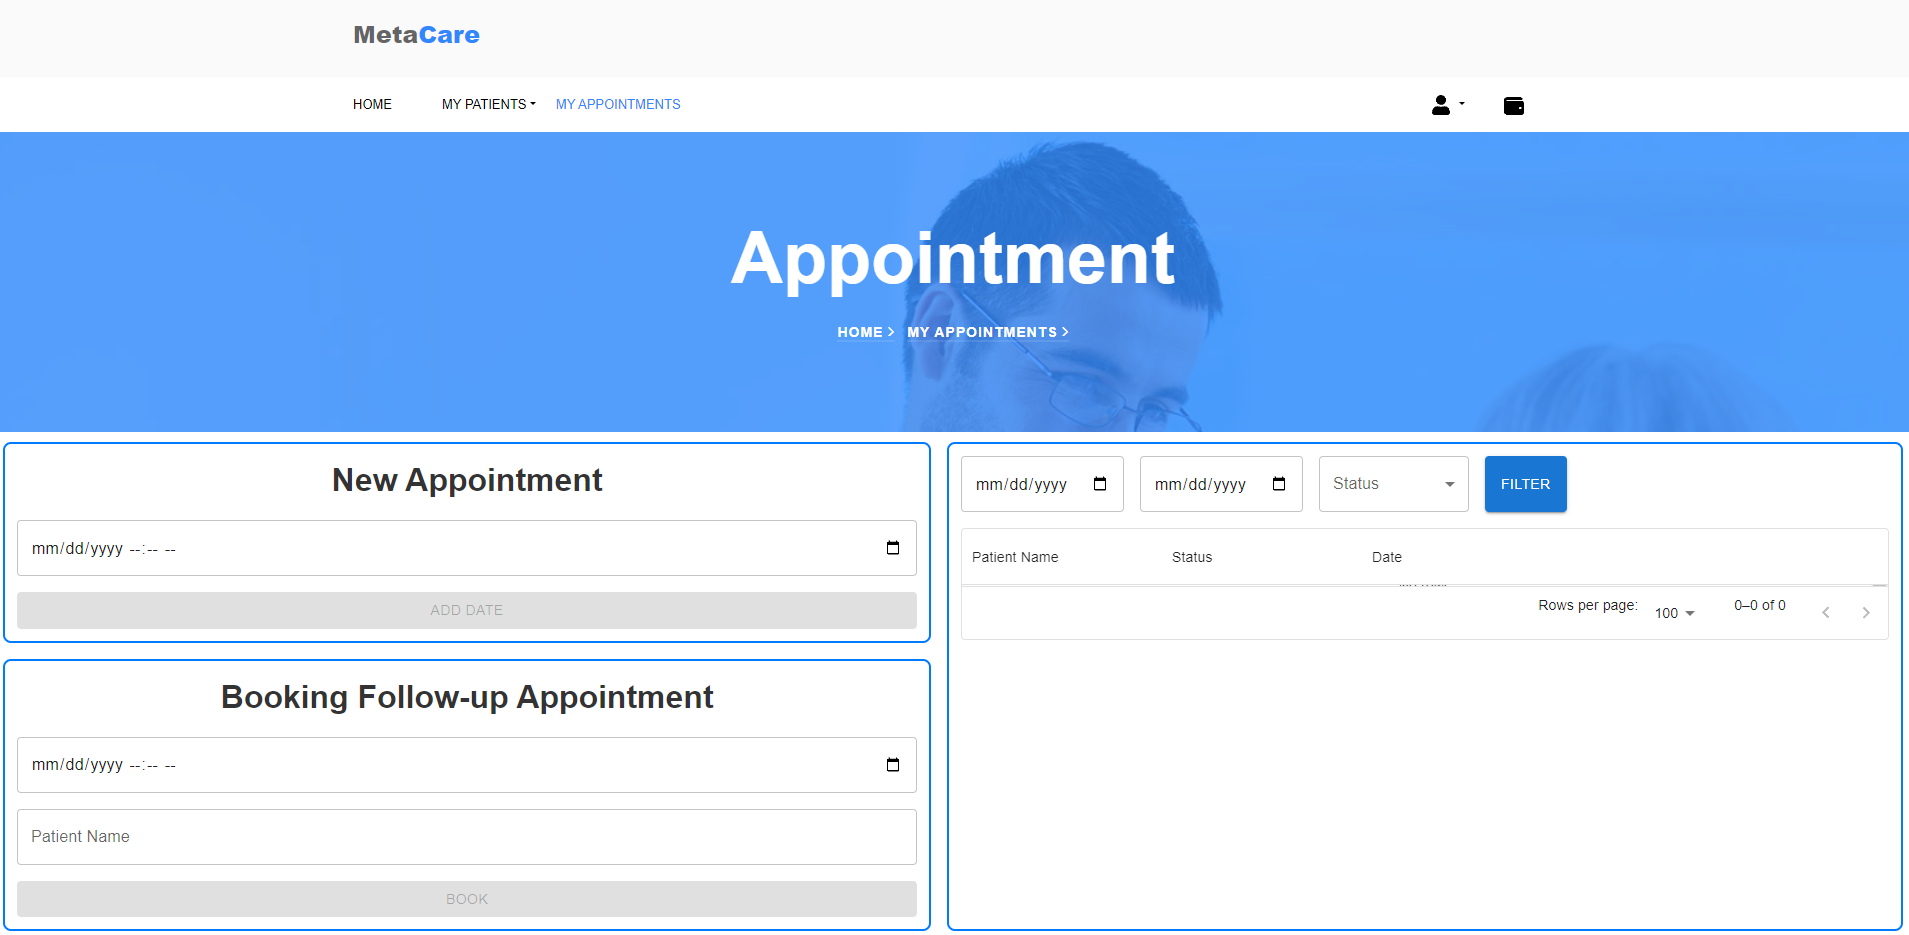 MetaCare
HOME MY PATIENTS MY APPOINTMENTS
Appointment
HOME > MY APPOINTMENTS >
New Appointment
mm/dd/yyyy --:-- --
ADD DATE
Booking Follow-up Appointment
mm/dd/yyyy --:-- --
Patient Name
BOOK
mm/dd/yyyy mm/dd/yyyy Status FILTER
Patient Name Status Date
Rows per page: 100 0–0 of 0